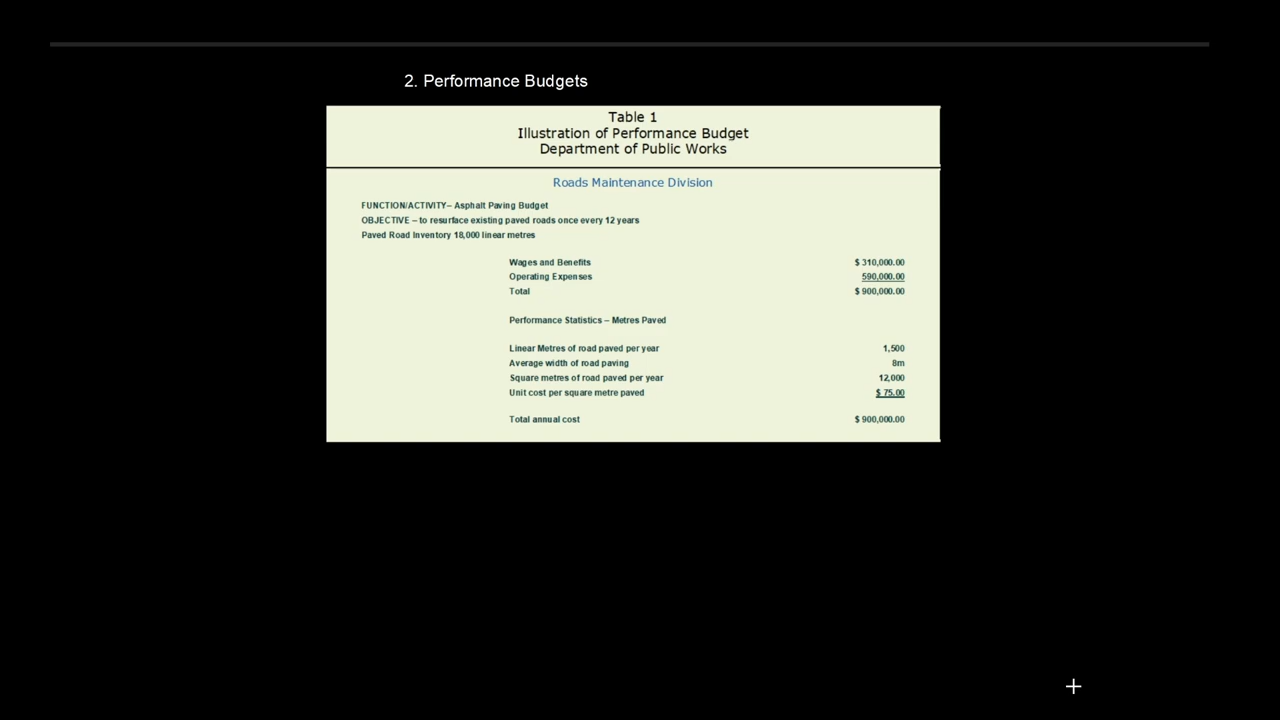 2. Performance Budgets
Table 1
Illustration of Performance Budget
Department of Public Works
Roads Maintenance Division
FUNCTION/ACTIVITY– Asphalt Paving Budget
OBJECTIVE – to resurface existing paved roads once every 12 years
Paved Road Inventory 18,000 linear metres
Wages and Benefits $ 310,000.00
Operating Expenses 590,000.00
Total $ 900,000.00
Performance Statistics – Metres Paved
Linear Metres of road paved per year 1,500
Average width of road paving 8m
Square metres of road paved per year 12,000
Unit cost per square metre paved $ 75.00
Total annual cost $ 900,000.00